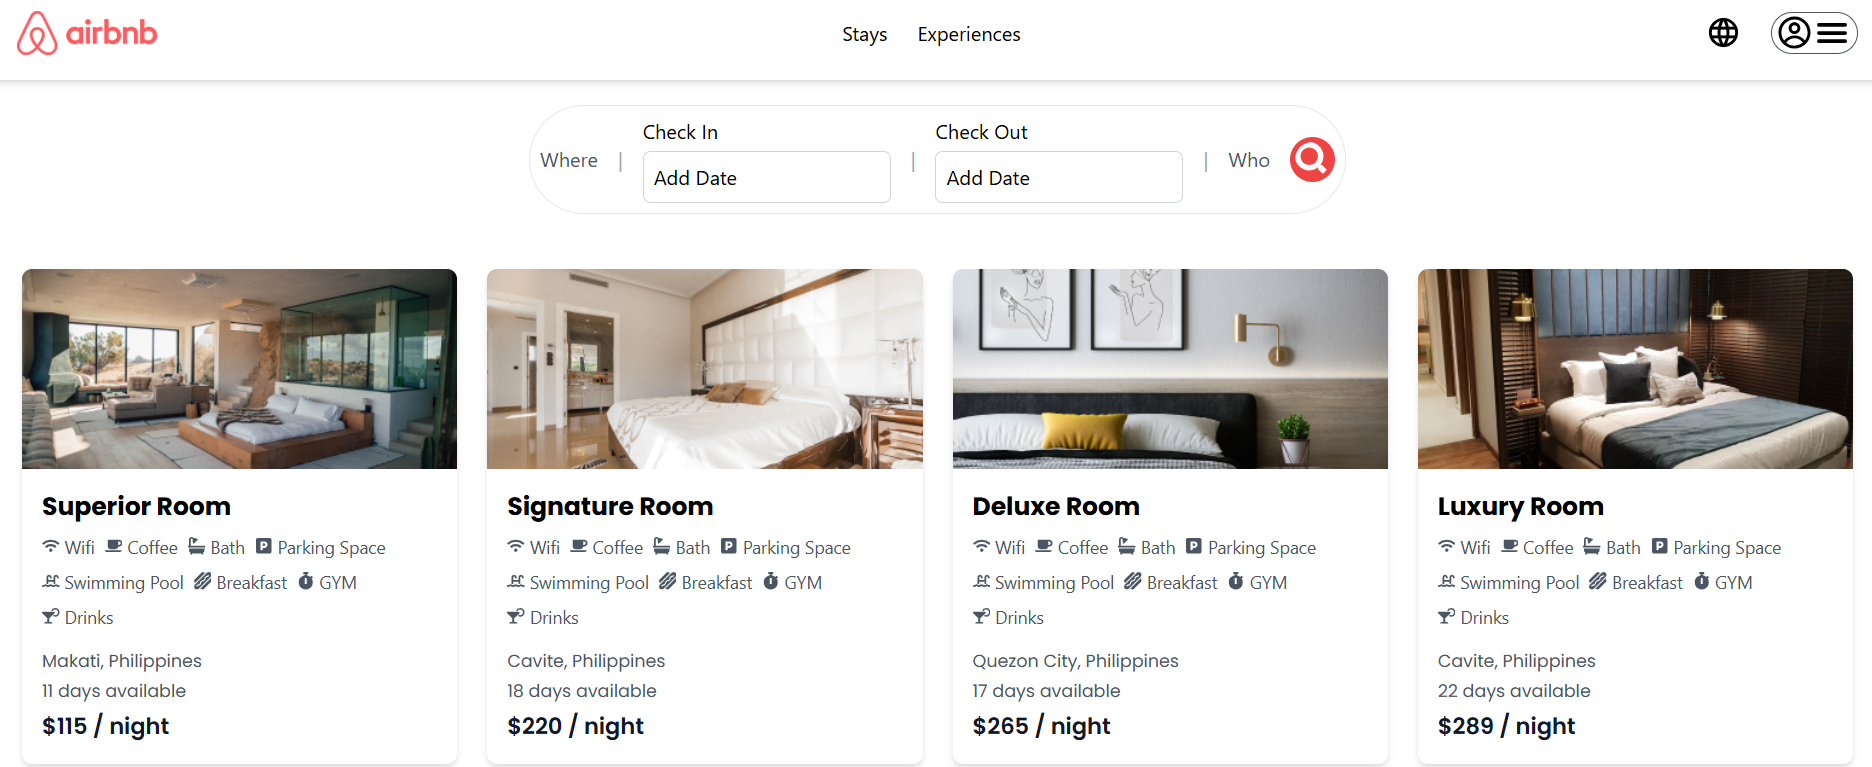 airbnb
Stays Experiences
Where | Check In | Check Out | Who
Add Date Add Date
Superior Room
Wifi Coffee Bath P Parking Space
Swimming Pool Breakfast GYM
Drinks
Makati, Philippines
11 days available
$115 / night
Signature Room
Wifi Coffee Bath P Parking Space
Swimming Pool Breakfast GYM
Drinks
Cavite, Philippines
18 days available
$220 / night
Deluxe Room
Wifi Coffee Bath P Parking Space
Swimming Pool Breakfast GYM
Drinks
Quezon City, Philippines
17 days available
$265 / night
Luxury Room
Wifi Coffee Bath P Parking Space
Swimming Pool Breakfast GYM
Drinks
Cavite, Philippines
22 days available
$289 / night